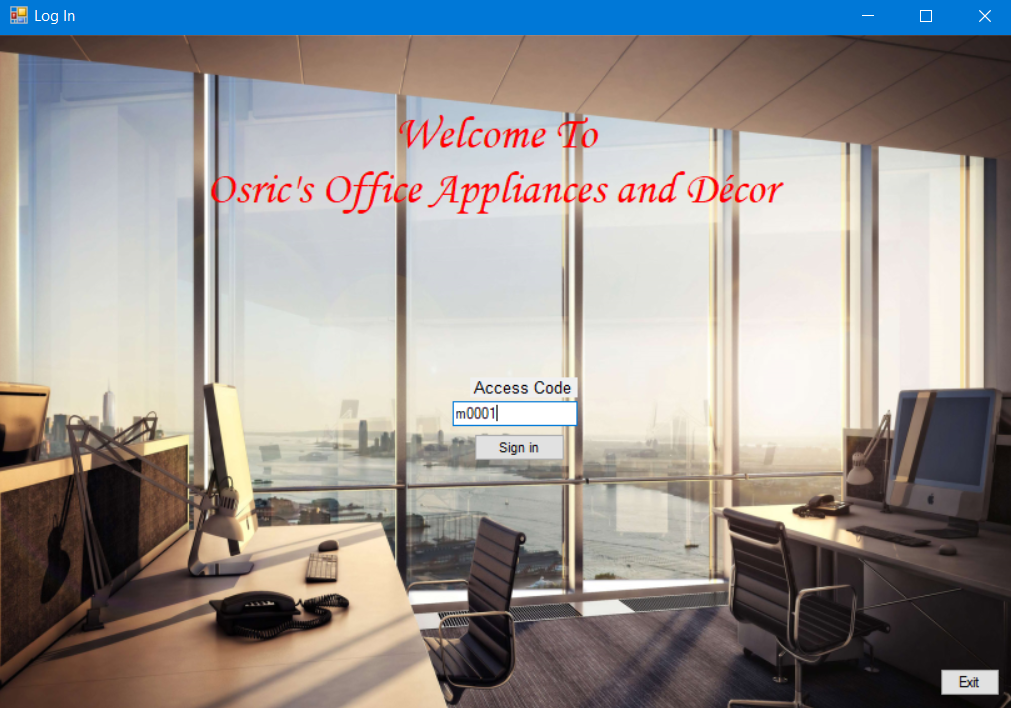 Log In
Welcome To
Osric's Office Appliances and Décor
Access Code
m0001
Sign in
Exit